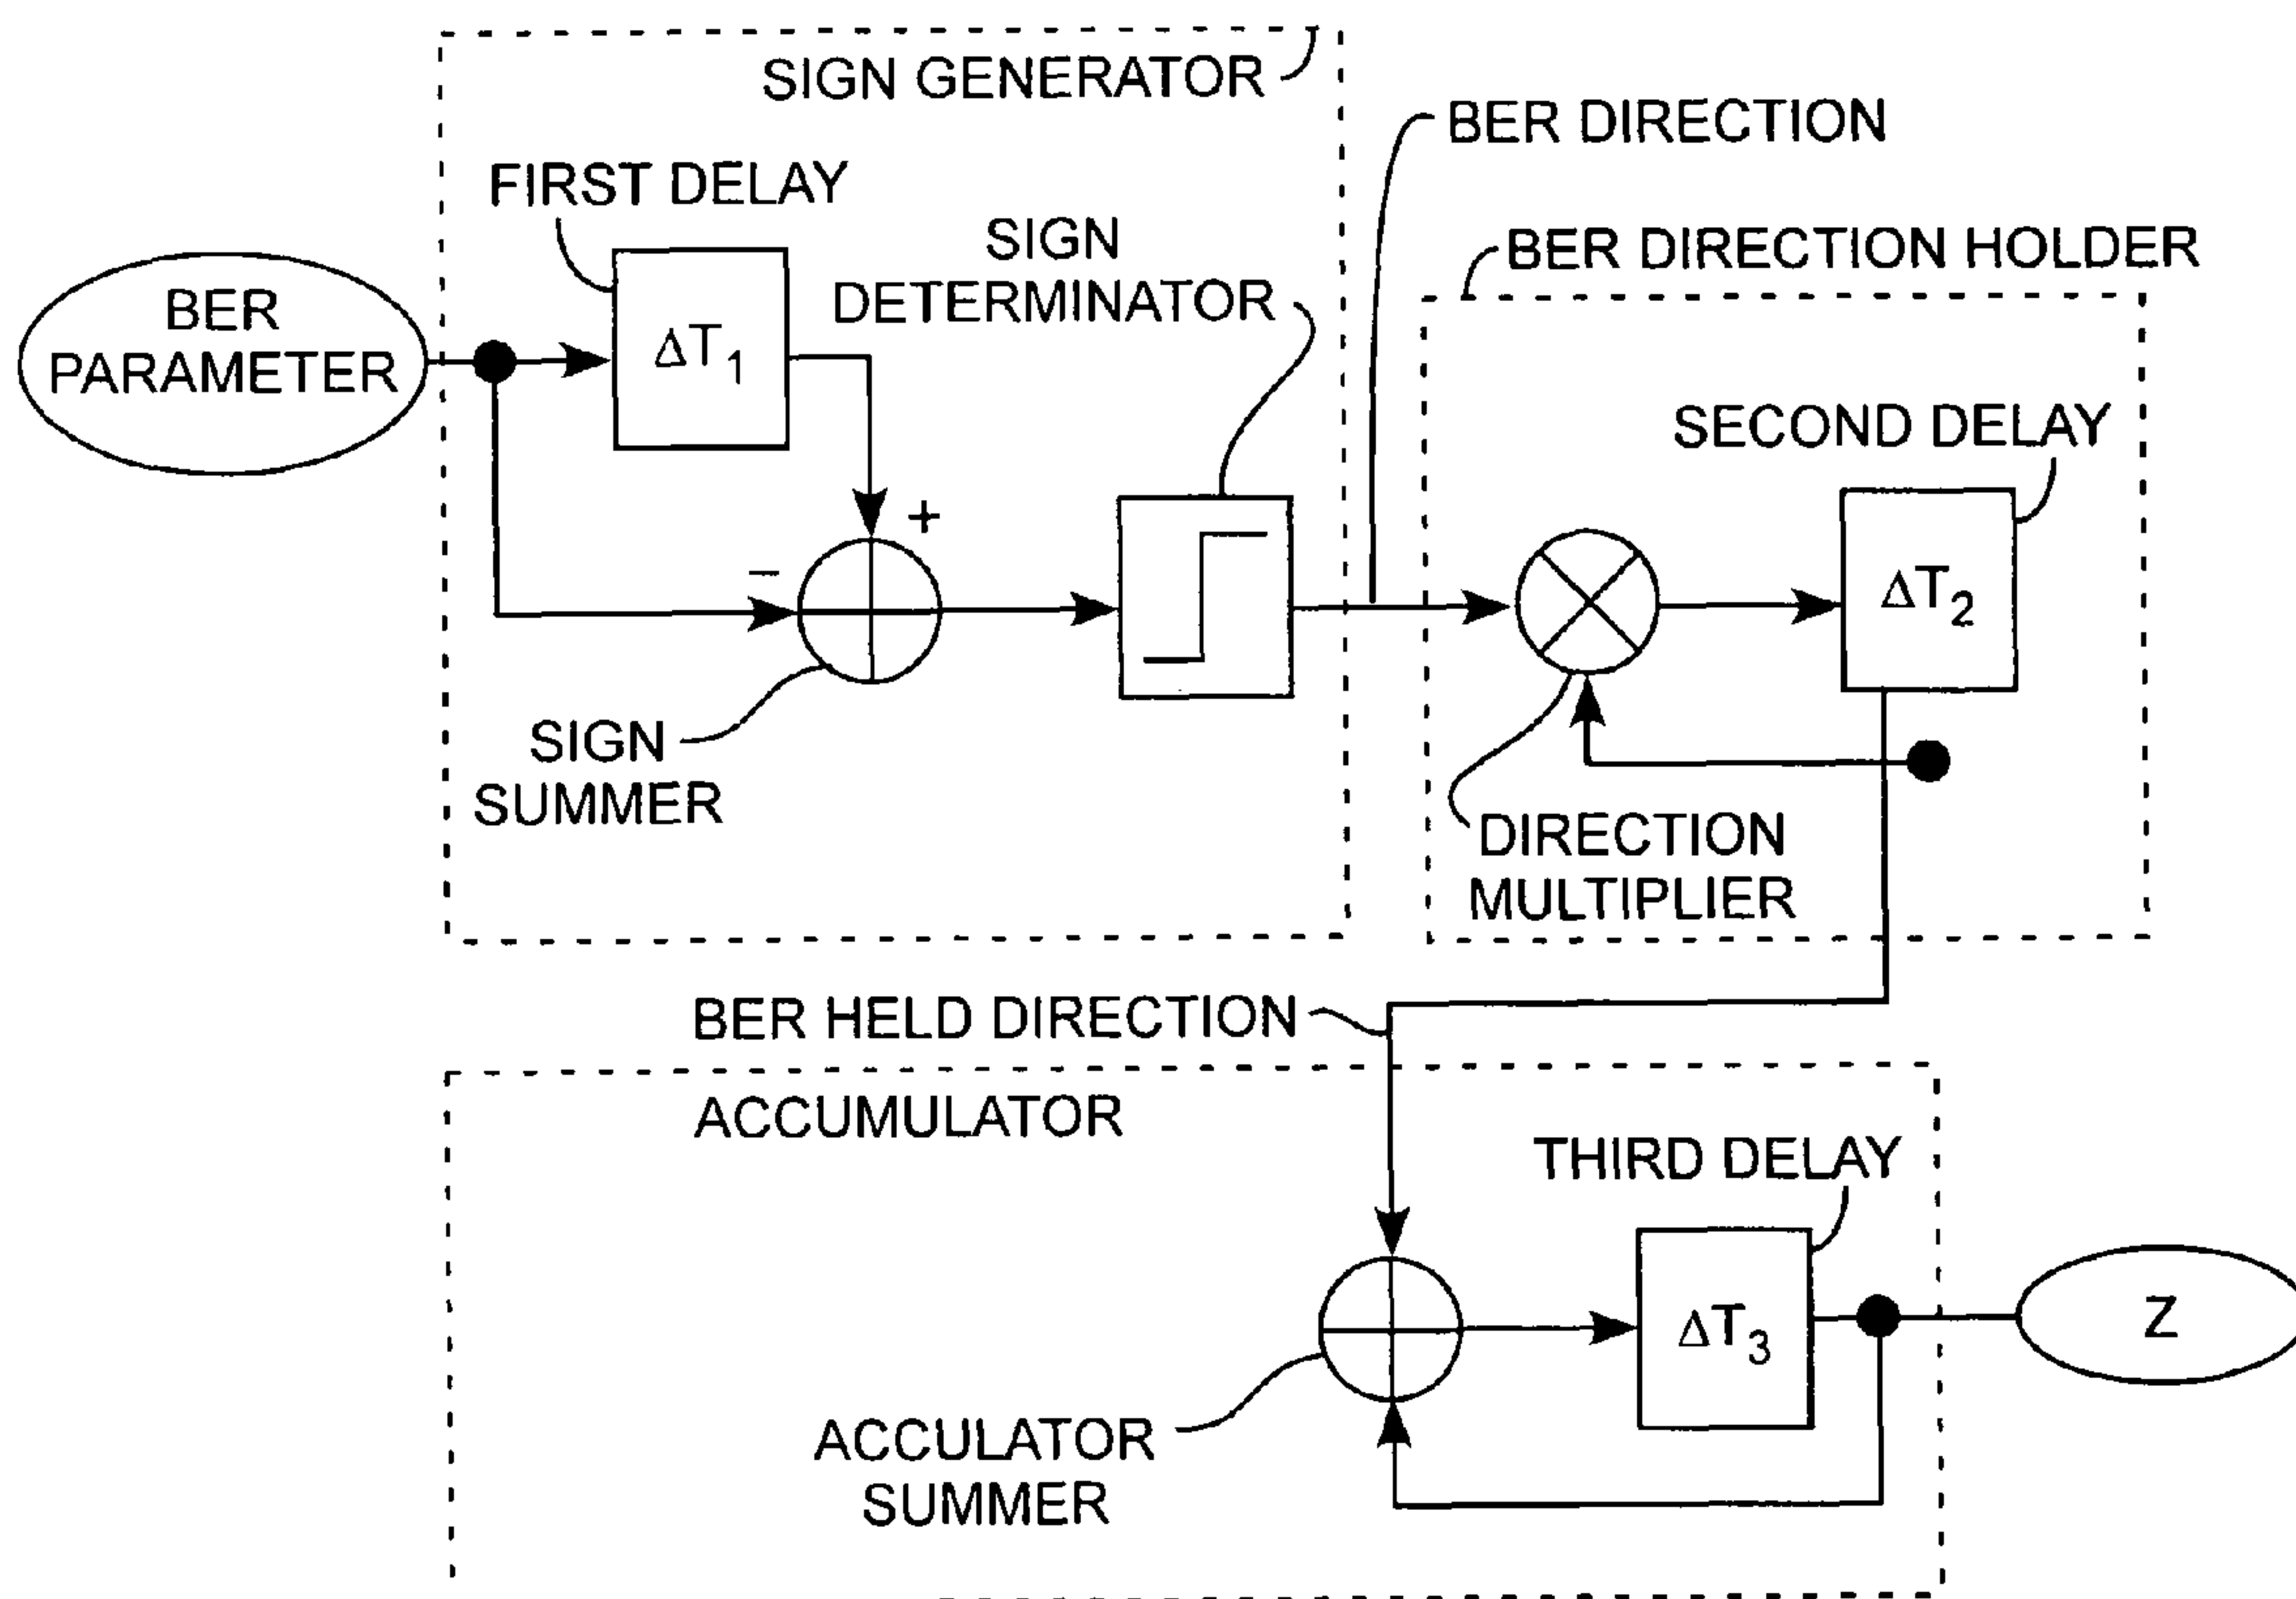 SIGN GENERATOR
BER DIRECTION
FIRST DELAY
SIGN
DETERMINATOR
BER DIRECTION HOLDER
BER
PARAMETER
ΔT1
+
−
SECOND DELAY
ΔT2
SIGN
SUMMER
DIRECTION
MULTIPLIER
BER HELD DIRECTION
ACCUMULATOR
THIRD DELAY
ΔT3
Z
ACCULATOR
SUMMER